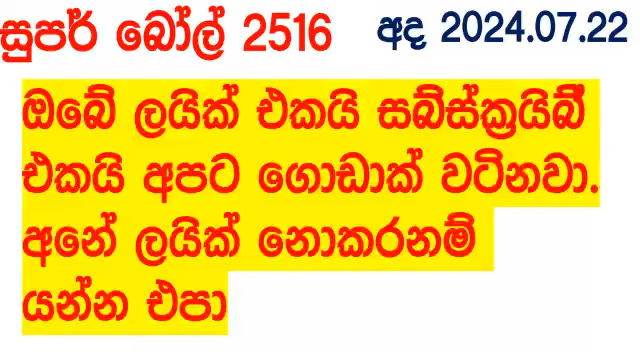 සුපර් බෝල් 2516 අද 2024.07.22
ඔබේ ලයික් එකයි සබ්ස්ක්‍රයිබ්
එකයි අපට ගොඩාක් වටිනවා.
අනේ ලයික් නොකරනම්
යන්න එපා